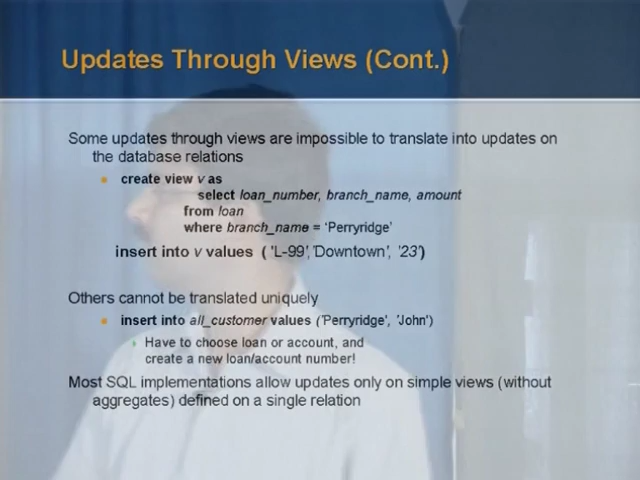 Updates Through Views (Cont.)
Some updates through views are impossible to translate into updates on
the database relations
create view v as
select loan_number, branch_name, amount
from loan
where branch_name = ‘Perryridge’
insert into v values ( 'L-99','Downtown', '23')
Others cannot be translated uniquely
insert into all_customer values ('Perryridge', 'John')
Have to choose loan or account, and
create a new loan/account number!
Most SQL implementations allow updates only on simple views (without
aggregates) defined on a single relation